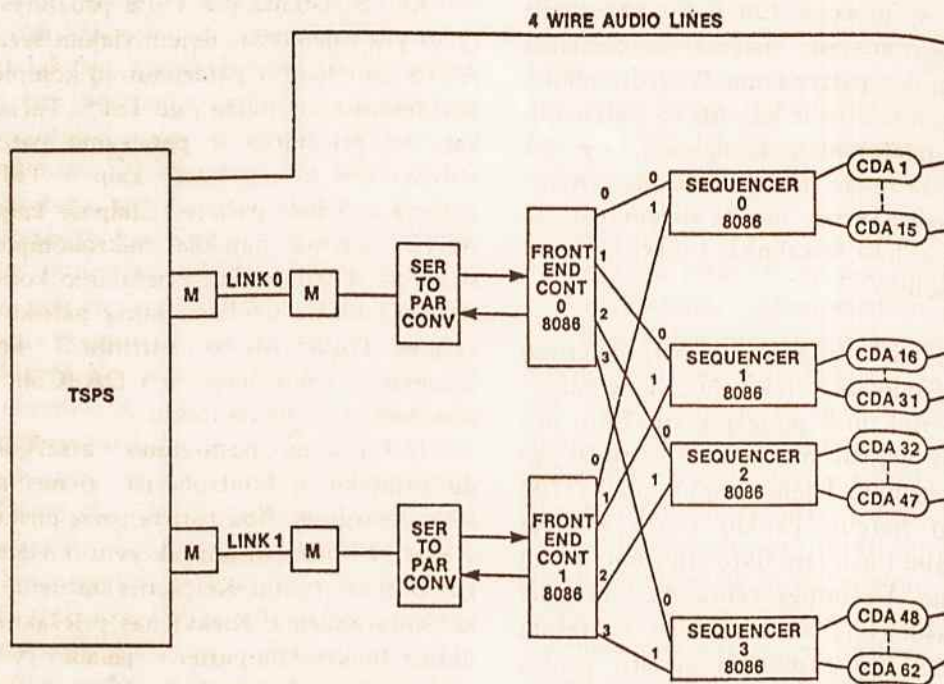 4 WIRE AUDIO LINES
TSPS
M
LINK 0
M
SER
TO
PAR
CONV
FRONT
END
CONT
0
8086
0
1
2
3
0
1
SEQUENCER
0
8086
CDA 1
CDA 15
0
1
SEQUENCER
1
8086
CDA 16
CDA 31
M
LINK 1
M
SER
TO
PAR
CONV
FRONT
END
CONT
1
8086
0
1
2
3
0
1
SEQUENCER
2
8086
CDA 32
CDA 47
0
1
SEQUENCER
3
8086
CDA 48
CDA 62